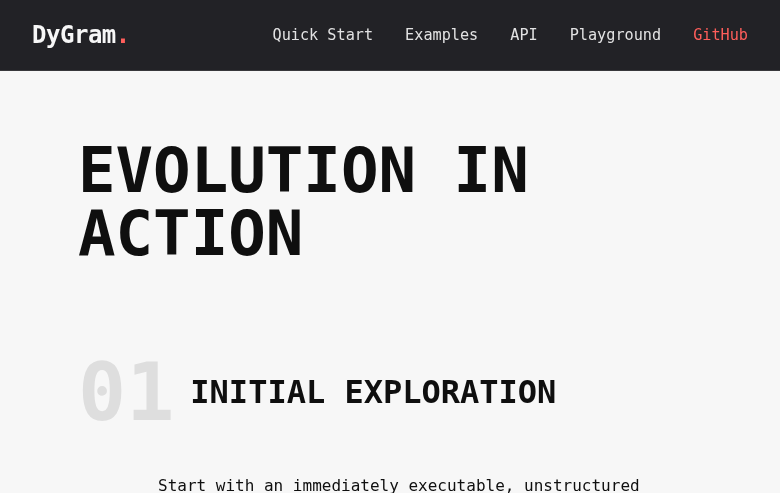 DyGram. Quick Start Examples API Playground GitHub
EVOLUTION IN
ACTION
01 INITIAL EXPLORATION
Start with an immediately executable, unstructured